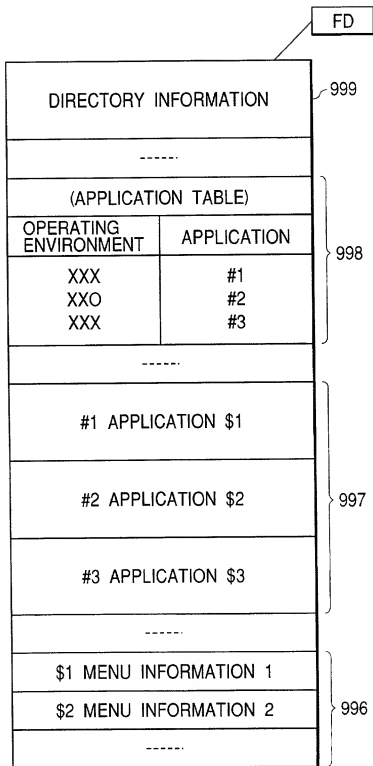 FD
DIRECTORY INFORMATION
999
------
(APPLICATION TABLE)
OPERATING ENVIRONMENT
APPLICATION
998
XXX #1
XXO #2
XXX #3
------
#1 APPLICATION $1
#2 APPLICATION $2
997
#3 APPLICATION $3
------
$1 MENU INFORMATION 1
$2 MENU INFORMATION 2
996
------